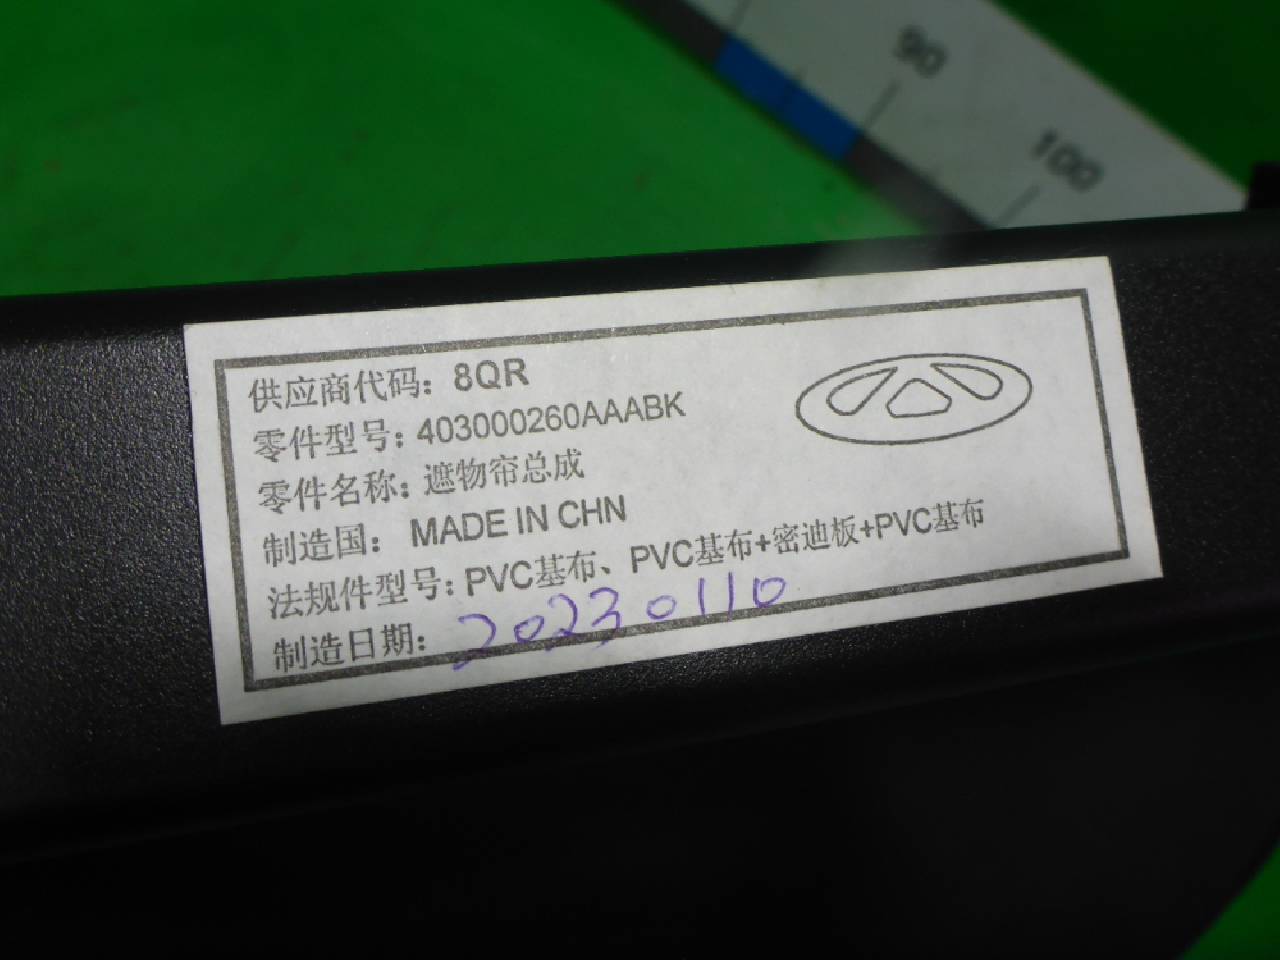 90
100
供应商代码：8QR
零件型号：403000260AAABK
零件名称：遮物帘总成
制造国：MADE IN CHN
法规件型号：PVC基布、PVC基布+密迪板+PVC基布
制造日期：20230110